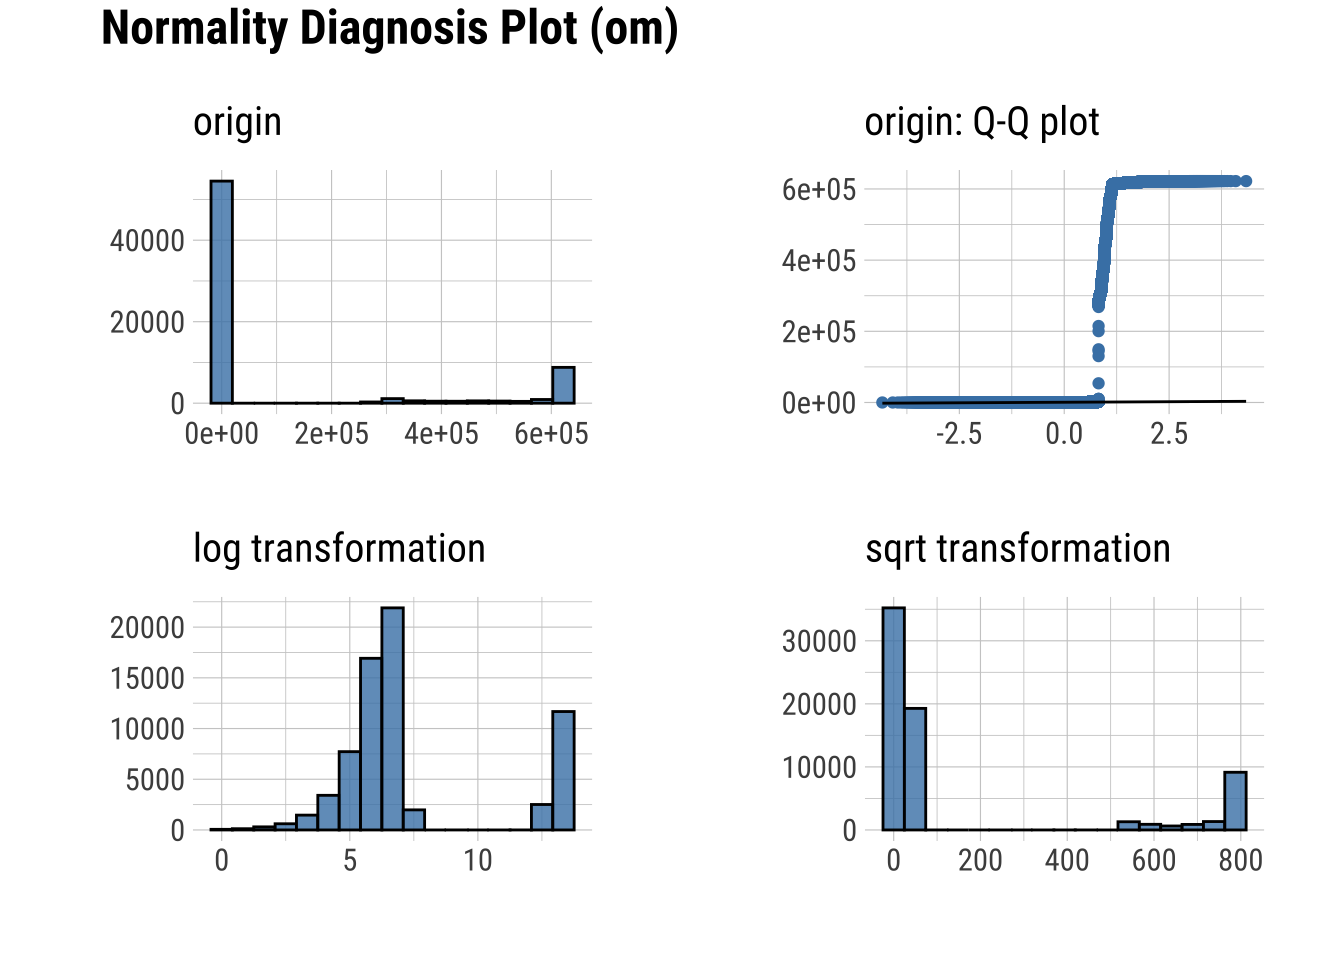 Normality Diagnosis Plot (om)
origin
40000
20000
0
0e+00 2e+05 4e+05 6e+05
origin: Q-Q plot
6e+05
4e+05
2e+05
0e+00
-2.5 0.0 2.5
log transformation
20000
15000
10000
5000
0
0 5 10
sqrt transformation
30000
20000
10000
0
0 200 400 600 800